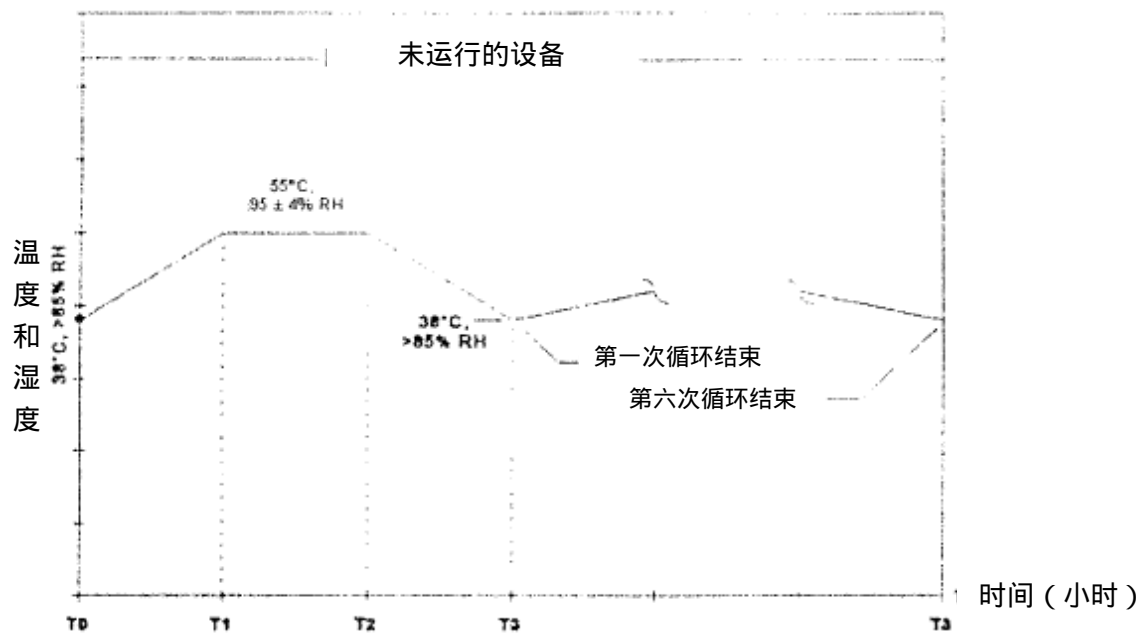 未运行的设备
55°C,
95 ± 4% RH
温度和湿度
38°C, >85% RH
38°C,
>85% RH
第一次循环结束
第六次循环结束
时间（小时）
T0 T1 T2 T3 T3